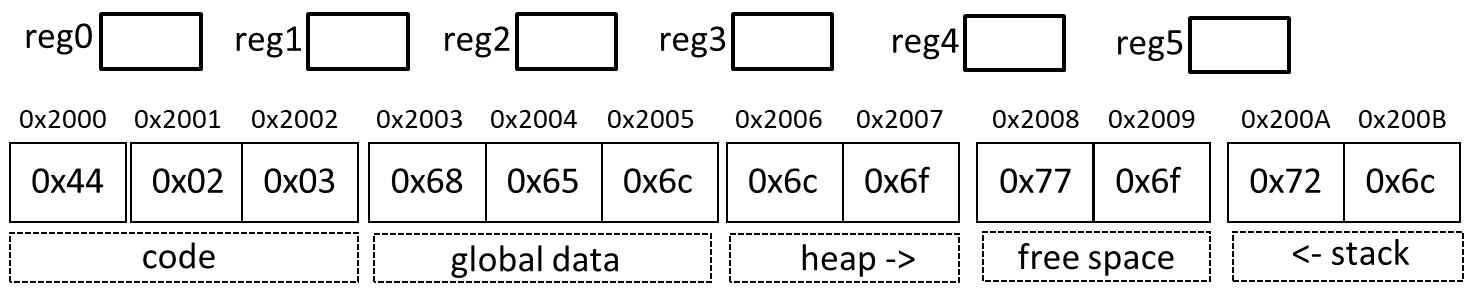 reg0 reg1 reg2 reg3 reg4 reg5
0x2000 0x2001 0x2002 0x2003 0x2004 0x2005 0x2006 0x2007 0x2008 0x2009 0x200A 0x200B
0x44 0x02 0x03 0x68 0x65 0x6c 0x6c 0x6f 0x77 0x6f 0x72 0x6c
code global data heap -> free space <- stack